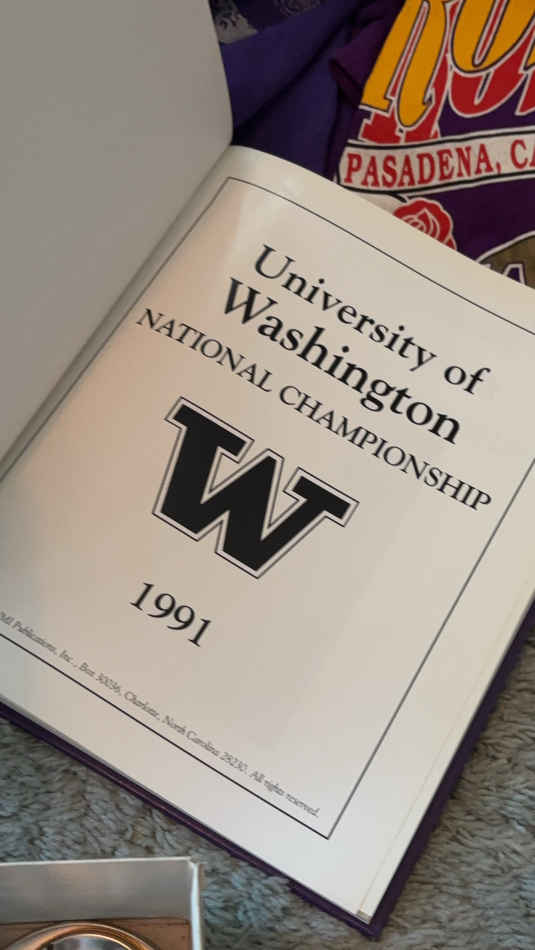 PASADENA, CA
University of
Washington
NATIONAL CHAMPIONSHIP
W
1991
Publications, Inc., Box 30036, Charlotte, North Carolina 28230. All rights reserved.